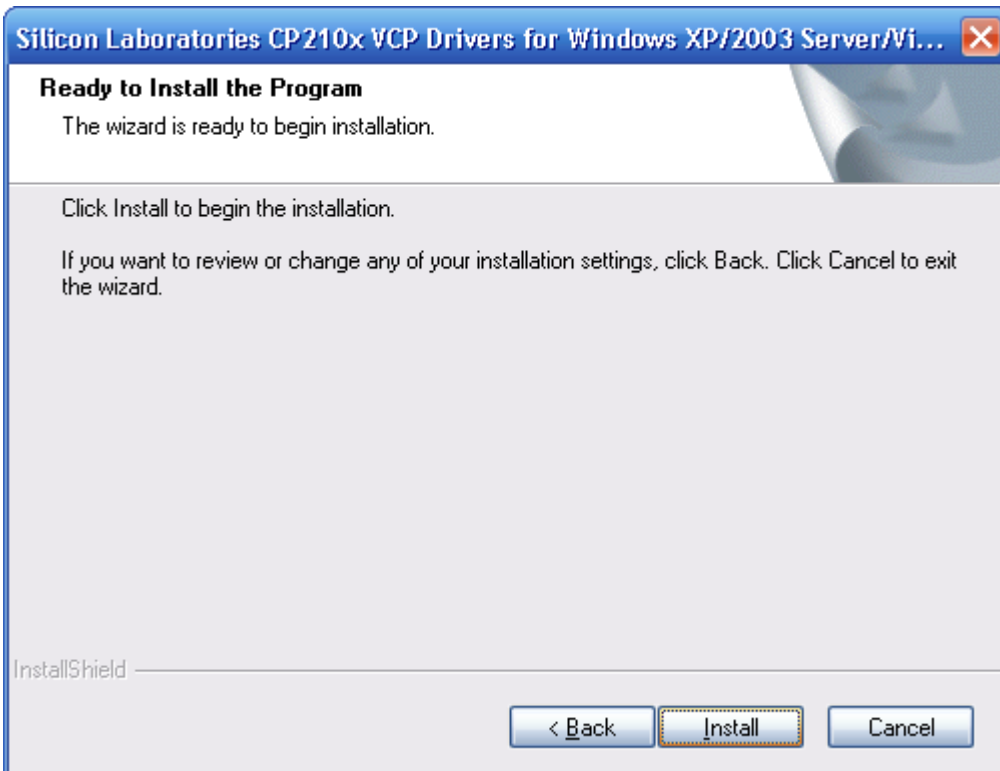 Silicon Laboratories CP210x VCP Drivers for Windows XP/2003 Server/Vi...
Ready to Install the Program
The wizard is ready to begin installation.
Click Install to begin the installation.
If you want to review or change any of your installation settings, click Back. Click Cancel to exit
the wizard.
InstallShield
< Back
Install
Cancel